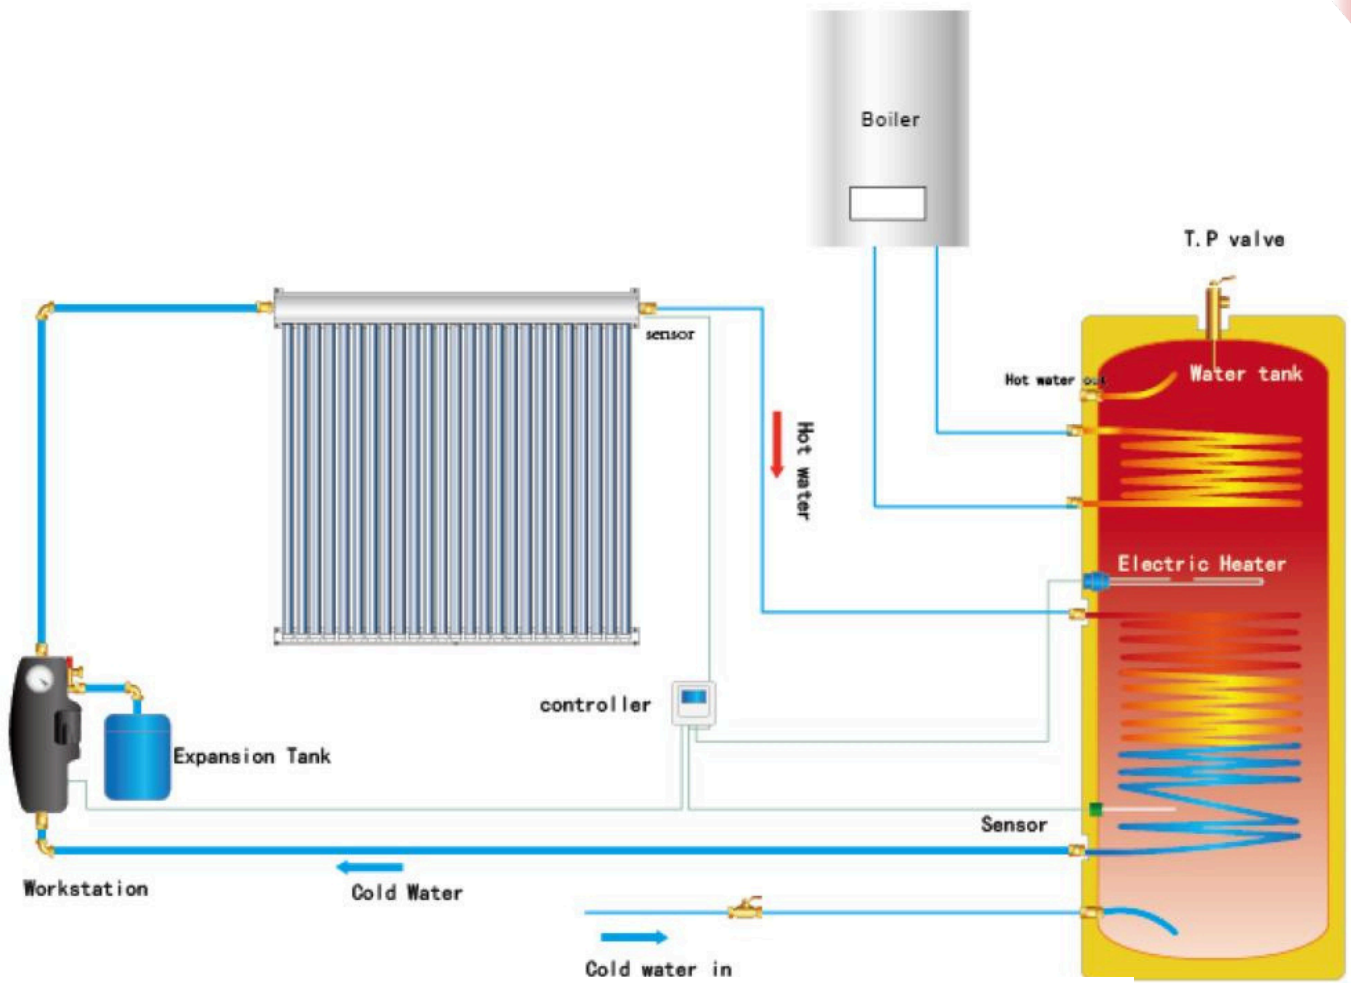 Boiler
T.P valve
sensor
Hot water out
Water tank
Hot water
Electric Heater
controller
Expansion Tank
Sensor
Workstation
Cold Water
Cold water in